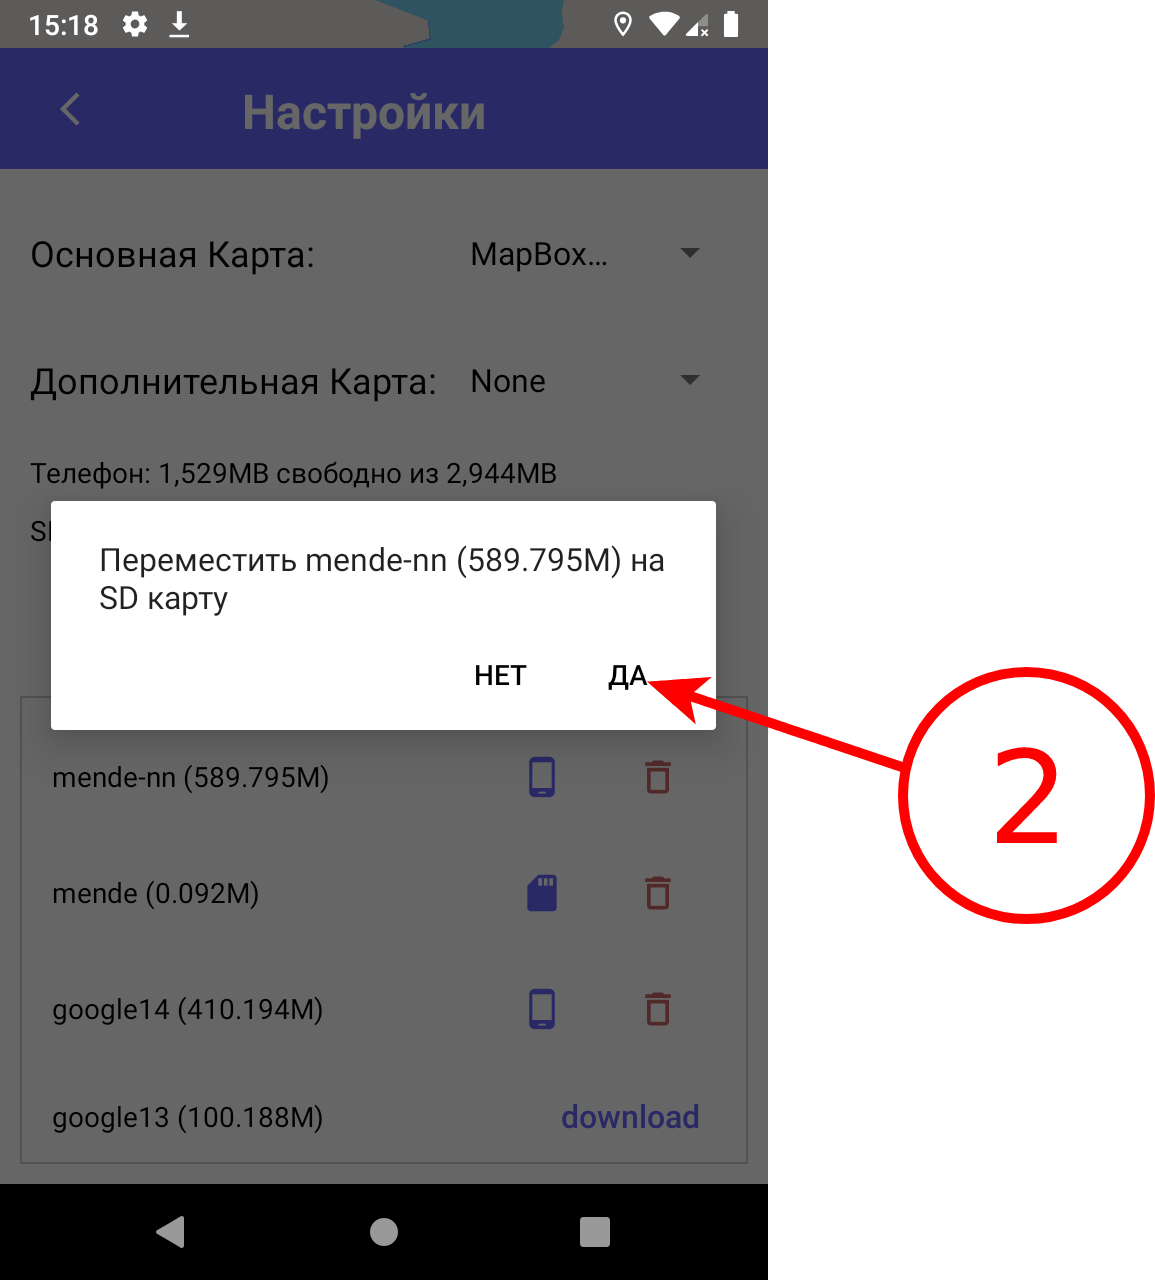 15:18
Настройки
Основная Карта: MapBox...
Дополнительная Карта: None
Телефон: 1,529MB свободно из 2,944MB
Переместить mende-nn (589.795M) на
SD карту
НЕТ ДА
2
mende-nn (589.795M)
mende (0.092M)
google14 (410.194M)
google13 (100.188M) download